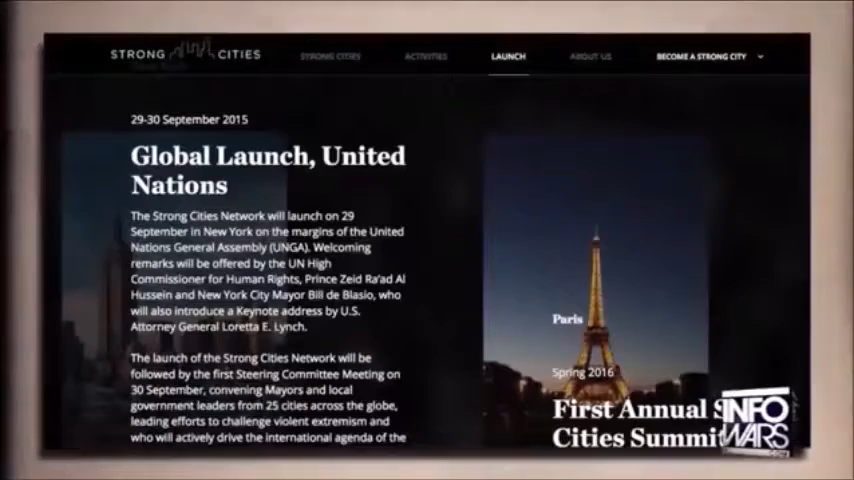 STRONG CITIES
STRONG CITIES
ACTIVITIES
LAUNCH
ABOUT US
BECOME A STRONG CITY
29-30 September 2015
Global Launch, United
Nations
The Strong Cities Network will launch on 29
September in New York on the margins of the United
Nations General Assembly (UNGA). Welcoming
remarks will be offered by the UN High
Commissioner for Human Rights, Prince Zeid Ra'ad Al
Hussein and New York City Mayor Bill de Blasio, who
will also introduce a Keynote address by U.S.
Attorney General Loretta E. Lynch.
The launch of the Strong Cities Network will be
followed by the first Steering Committee Meeting on
30 September, convening Mayors and local
government leaders from 25 cities across the globe,
leading efforts to challenge violent extremism and
who will actively drive the international agenda of the
Paris
Spring 2016
First Annual
Cities Summit
INFO
WARS